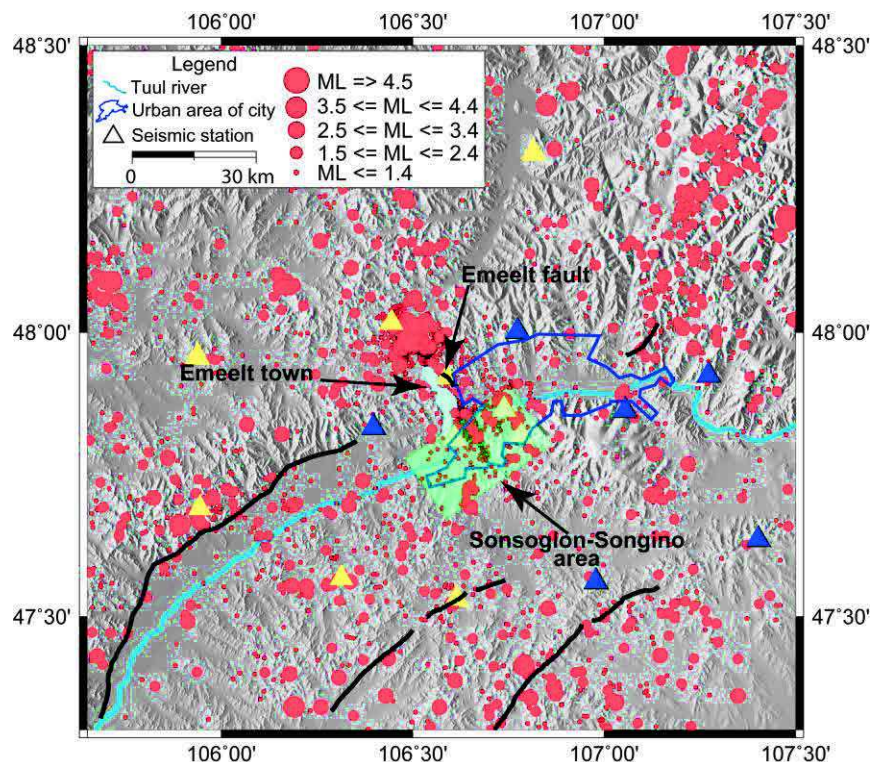 106°00' 106°30' 107°00' 107°30'
48°30' 48°30'
Legend
Tuul river
Urban area of city
Seismic station
0 30 km
ML => 4.5
3.5 <= ML <= 4.4
2.5 <= ML <= 3.4
1.5 <= ML <= 2.4
ML <= 1.4
Emeelt fault
48°00' 48°00'
Emeelt town
Sonsoglon-Songino
area
47°30' 47°30'
106°00' 106°30' 107°00' 107°30'